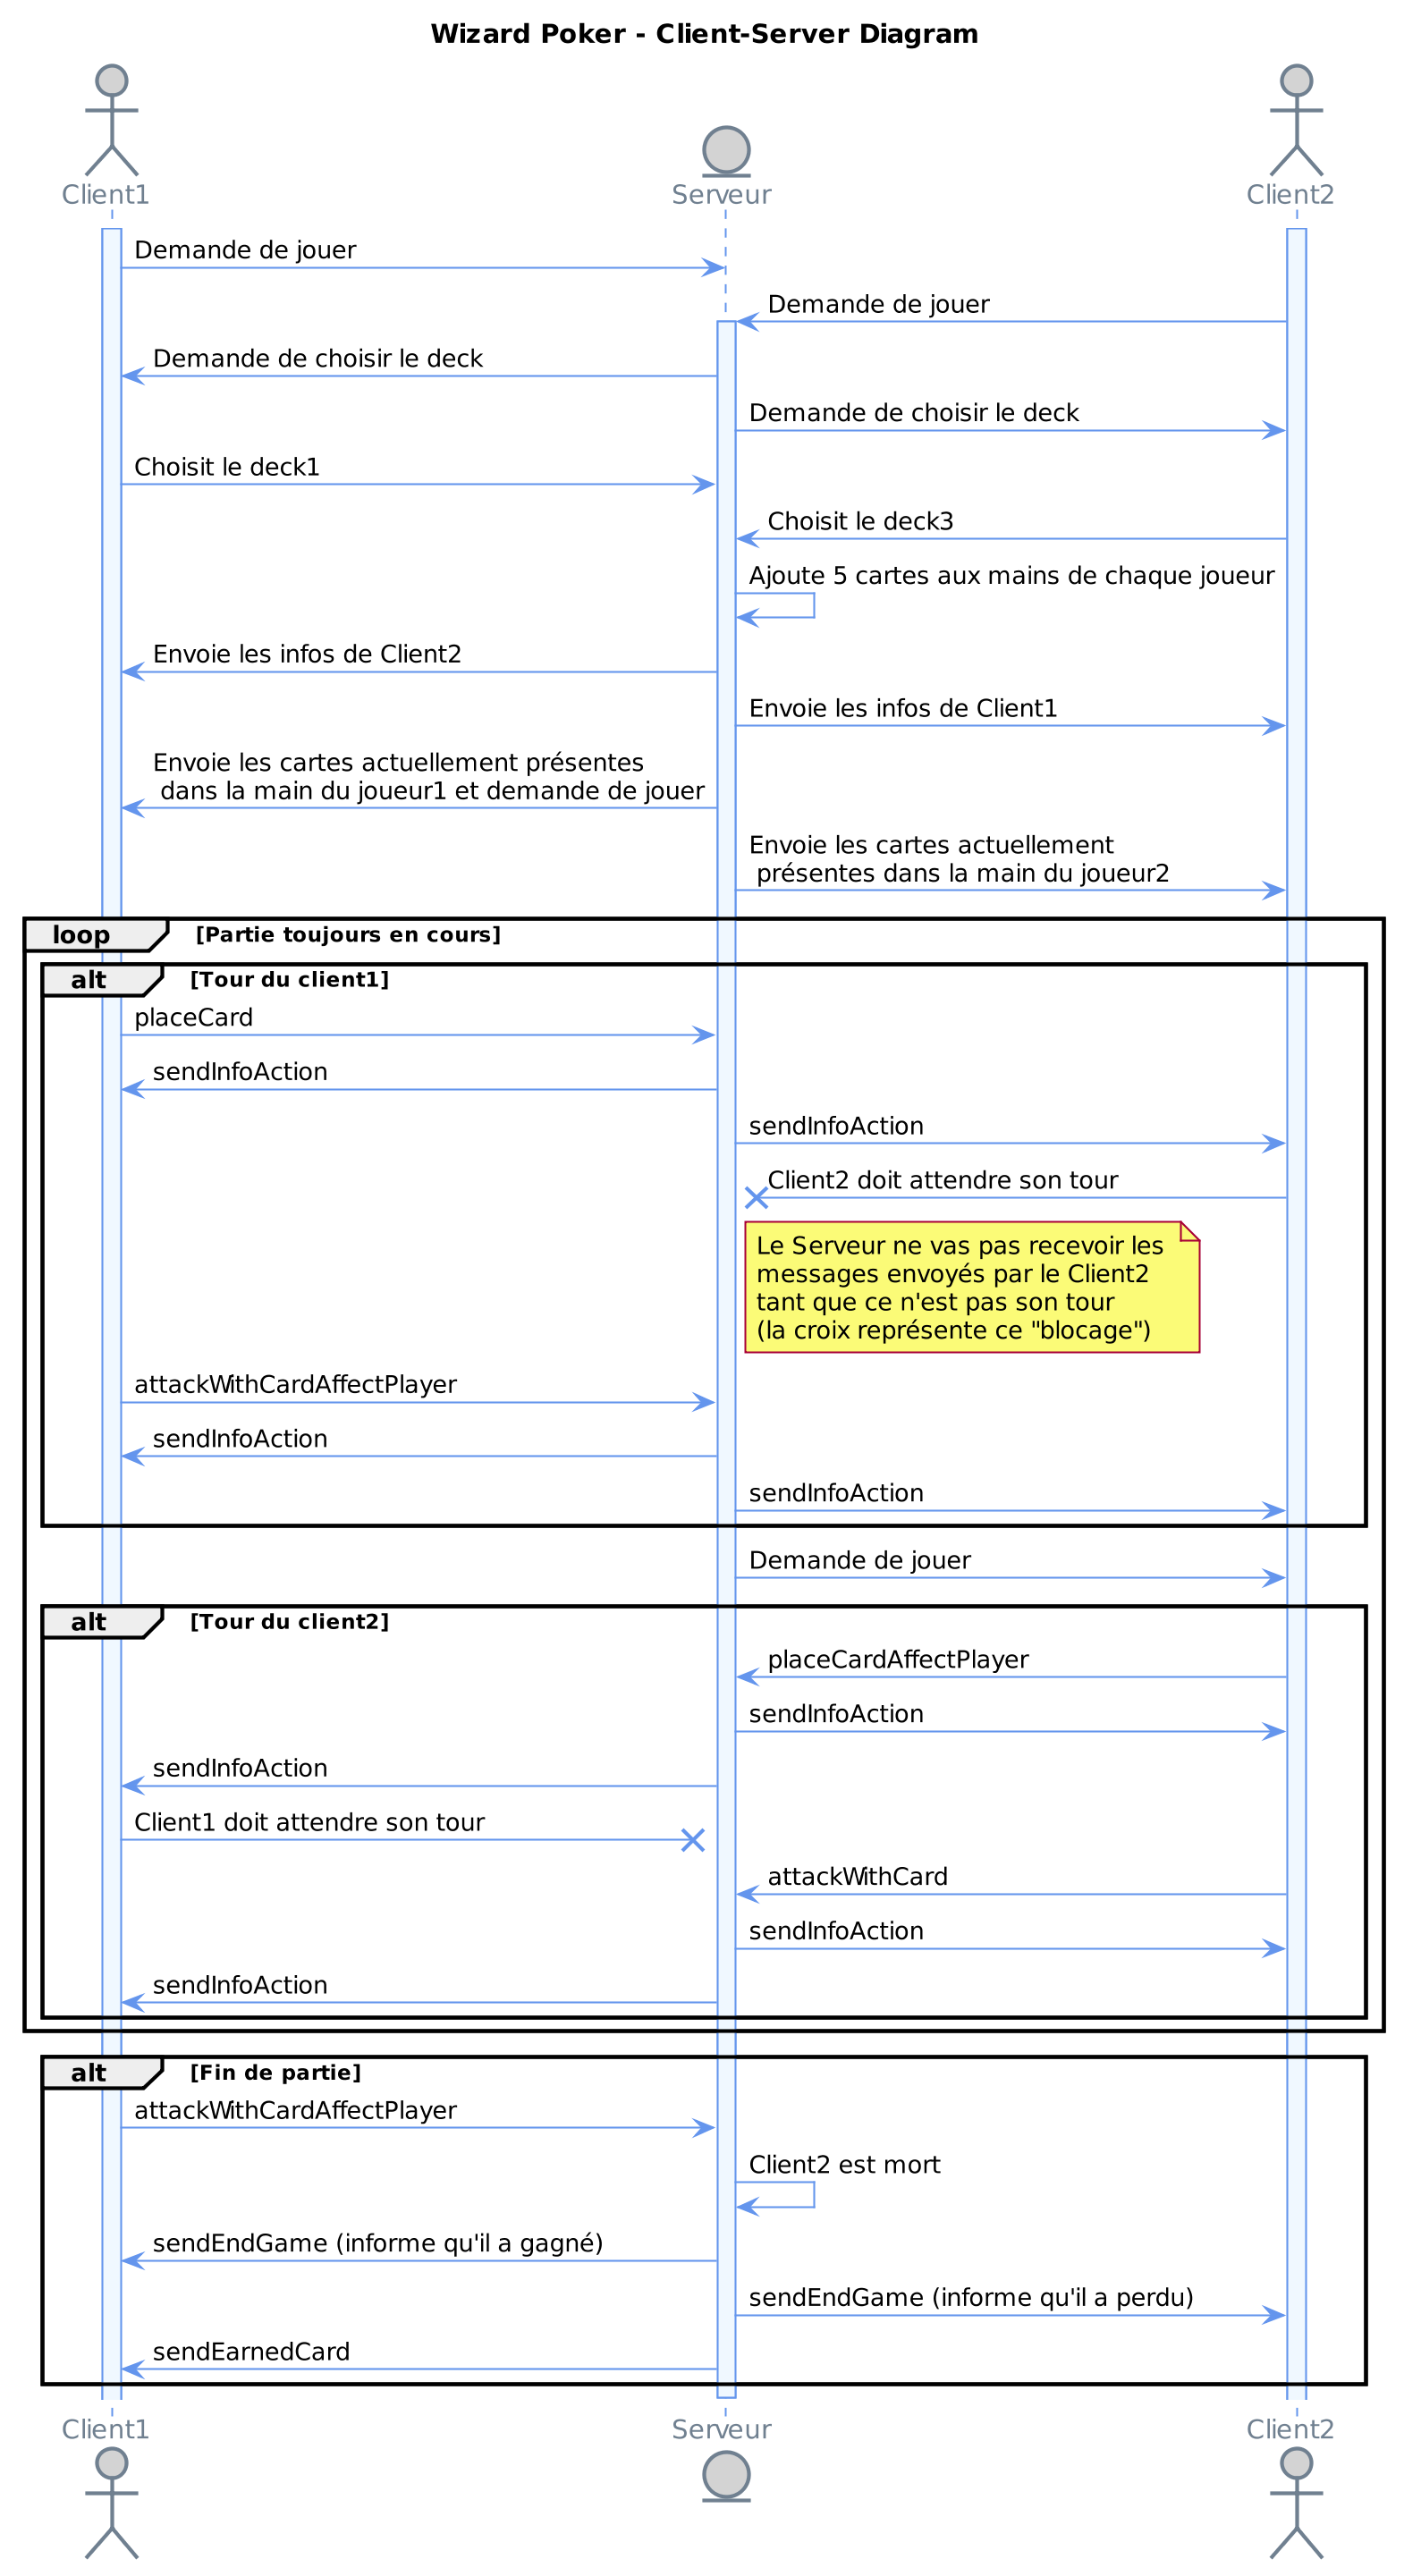 Wizard Poker - Client-Server Diagram
Client1
Serveur
Client2
Demande de jouer
Demande de jouer
Demande de choisir le deck
Demande de choisir le deck
Choisit le deck1
Choisit le deck3
Ajoute 5 cartes aux mains de chaque joueur
Envoie les infos de Client2
Envoie les infos de Client1
Envoie les cartes actuellement présentes
dans la main du joueur1 et demande de jouer
Envoie les cartes actuellement
présentes dans la main du joueur2
loop [Partie toujours en cours]
alt [Tour du client1]
placeCard
sendInfoAction
sendInfoAction
Client2 doit attendre son tour
Le Serveur ne vas pas recevoir les
messages envoyés par le Client2
tant que ce n'est pas son tour
(la croix représente ce "blocage")
attackWithCardAffectPlayer
sendInfoAction
sendInfoAction
Demande de jouer
alt [Tour du client2]
placeCardAffectPlayer
sendInfoAction
sendInfoAction
Client1 doit attendre son tour
attackWithCard
sendInfoAction
sendInfoAction
alt [Fin de partie]
attackWithCardAffectPlayer
Client2 est mort
sendEndGame (informe qu'il a gagné)
sendEndGame (informe qu'il a perdu)
sendEarnedCard
Client1
Serveur
Client2